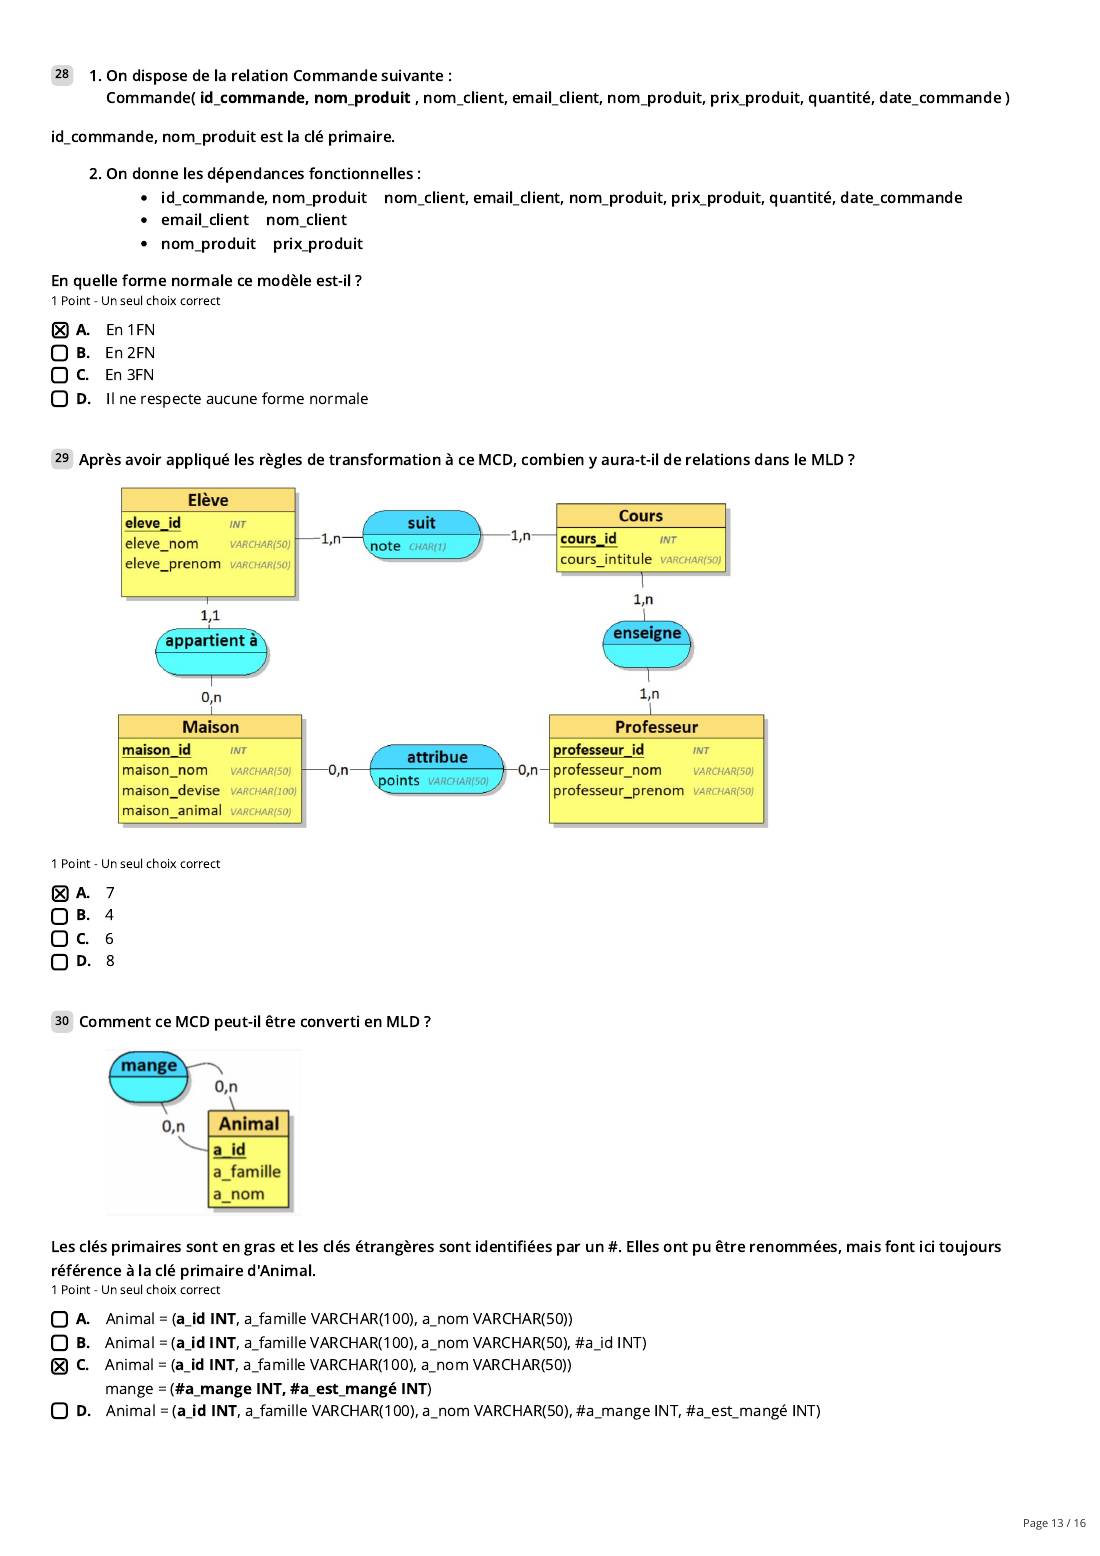 28 1. On dispose de la relation Commande suivante :
Commande( id_commande, nom_produit , nom_client, email_client, nom_produit, prix_produit, quantité, date_commande )
id_commande, nom_produit est la clé primaire.
2. On donne les dépendances fonctionnelles :
• id_commande, nom_produit nom_client, email_client, nom_produit, prix_produit, quantité, date_commande
• email_client nom_client
• nom_produit prix_produit
En quelle forme normale ce modèle est-il ?
1 Point - Un seul choix correct
A. En 1FN
B. En 2FN
C. En 3FN
D. Il ne respecte aucune forme normale
29 Après avoir appliqué les règles de transformation à ce MCD, combien y aura-t-il de relations dans le MLD ?
Elève
eleve_id INT
eleve_nom VARCHAR(50)
eleve_prenom VARCHAR(50)
1,n
suit
note CHAR(1)
1,n
Cours
cours_id INT
cours_intitule VARCHAR(50)
1,1
appartient à
0,n
1,n
enseigne
1,n
Maison
maison_id INT
maison_nom VARCHAR(50)
maison_devise VARCHAR(100)
maison_animal VARCHAR(50)
0,n
attribue
points VARCHAR(50)
0,n
Professeur
professeur_id INT
professeur_nom VARCHAR(50)
professeur_prenom VARCHAR(50)
1 Point - Un seul choix correct
A. 7
B. 4
C. 6
D. 8
30 Comment ce MCD peut-il être converti en MLD ?
mange
0,n
0,n
Animal
a_id
a_famille
a_nom
Les clés primaires sont en gras et les clés étrangères sont identifiées par un #. Elles ont pu être renommées, mais font ici toujours
référence à la clé primaire d'Animal.
1 Point - Un seul choix correct
A. Animal = (a_id INT, a_famille VARCHAR(100), a_nom VARCHAR(50))
B. Animal = (a_id INT, a_famille VARCHAR(100), a_nom VARCHAR(50), #a_id INT)
C. Animal = (a_id INT, a_famille VARCHAR(100), a_nom VARCHAR(50))
mange = (#a_mange INT, #a_est_mangé INT)
D. Animal = (a_id INT, a_famille VARCHAR(100), a_nom VARCHAR(50), #a_mange INT, #a_est_mangé INT)
Page 13 / 16